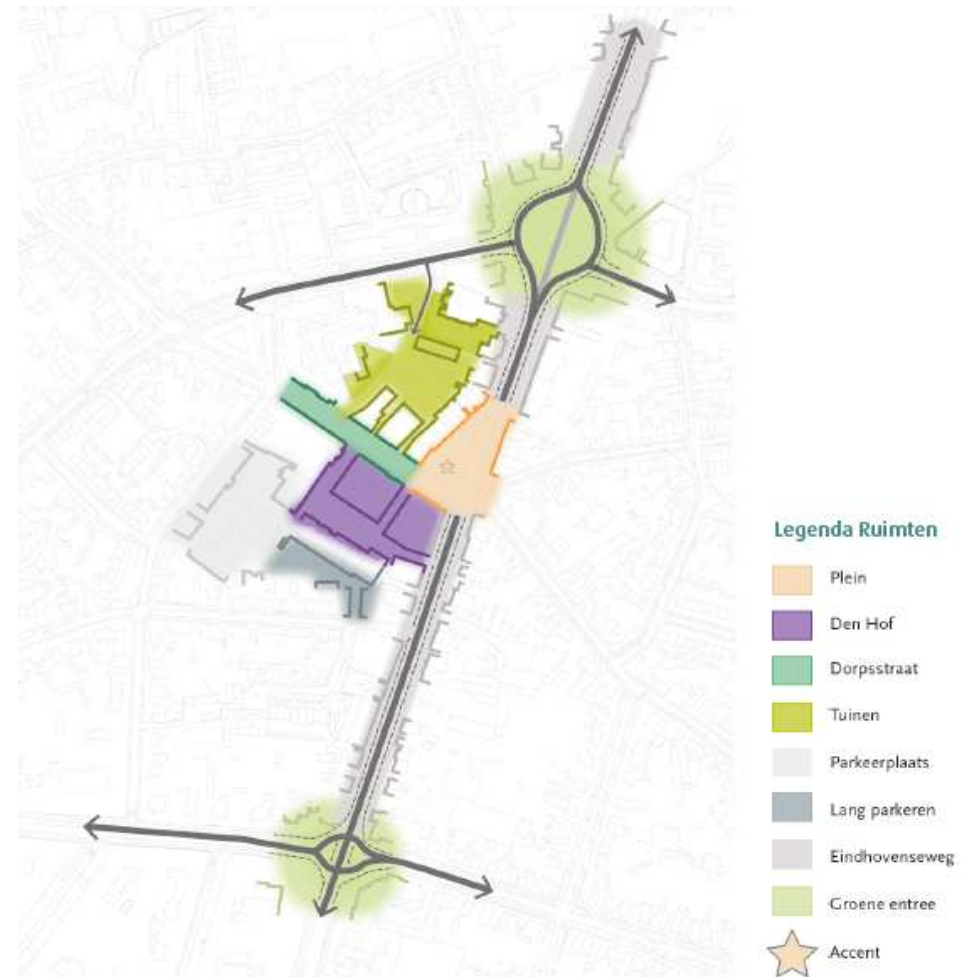 Legenda Ruimten
Plein
Den Hof
Dorpsstraat
Tuinen
Parkeerplaats
Lang parkeren
Eindhovenseweg
Groene entree
Accent